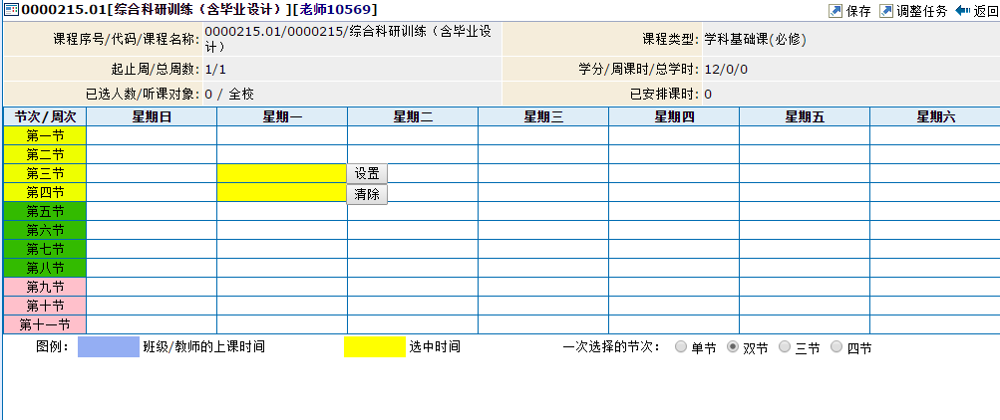 0000215.01[综合科研训练（含毕业设计）][老师10569]
保存 调整任务 返回
课程序号/代码/课程名称: 0000215.01/0000215/综合科研训练（含毕业设
计） 课程类型: 学科基础课(必修)
起止周/总周数: 1/1 学分/周课时/总学时: 12/0/0
已选人数/听课对象: 0 / 全校 已安排课时: 0
节次/周次 星期日 星期一 星期二 星期三 星期四 星期五 星期六
第一节
第二节
第三节 设置
第四节 清除
第五节
第六节
第七节
第八节
第九节
第十节
第十一节
图例: 班级/教师的上课时间 选中时间 一次选择的节次: 单节 双节 三节 四节